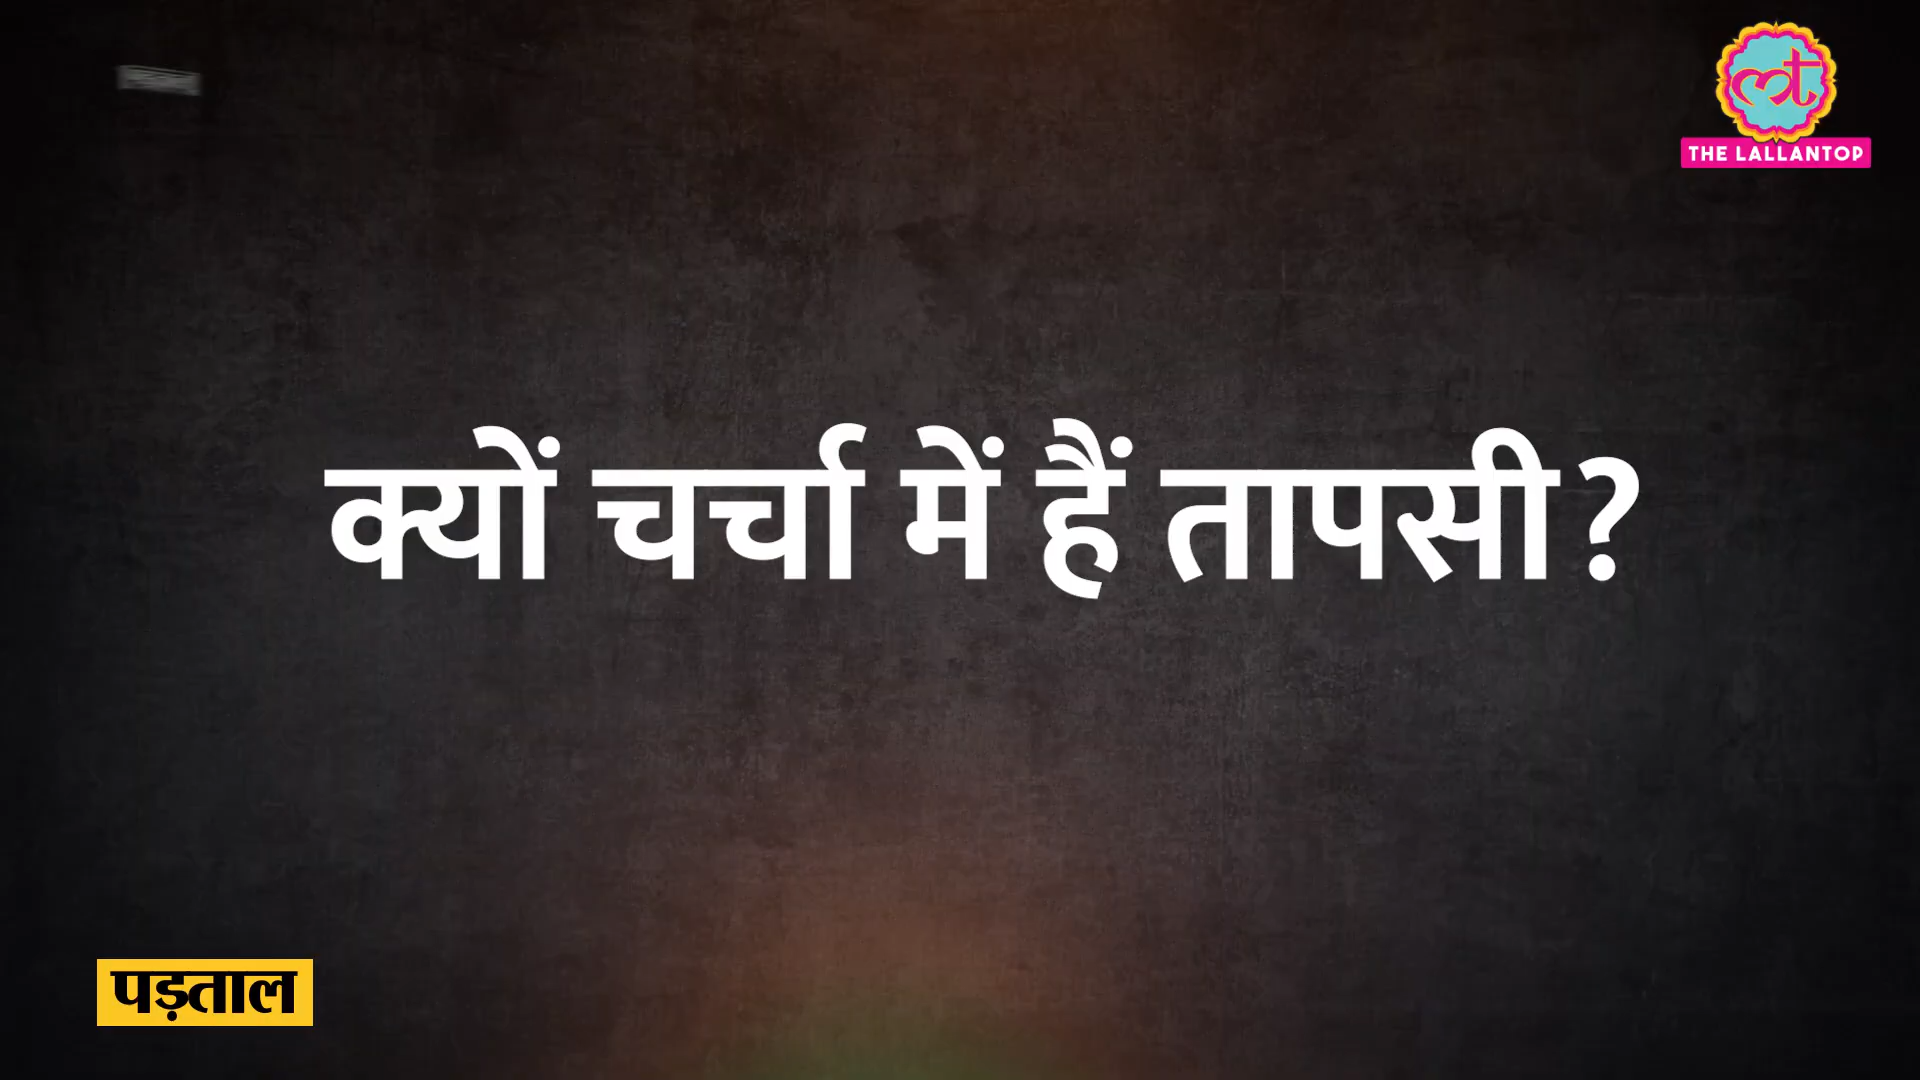 THE LALLANTOP
क्यों चर्चा में हैं तापसी?
पड़ताल